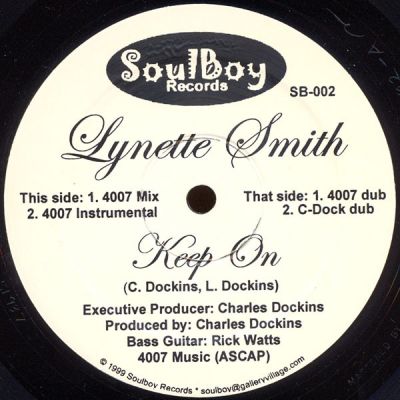 SoulBoy
Records
SB-002
Lynette Smith
This side: 1. 4007 Mix
2. 4007 Instrumental
That side: 1. 4007 dub
2. C-Dock dub
Keep On
(C. Dockins, L. Dockins)
Executive Producer: Charles Dockins
Produced by: Charles Dockins
Bass Guitar: Rick Watts
4007 Music (ASCAP)
© 1999 Soulboy Records * soulboy@galleryvillage.com